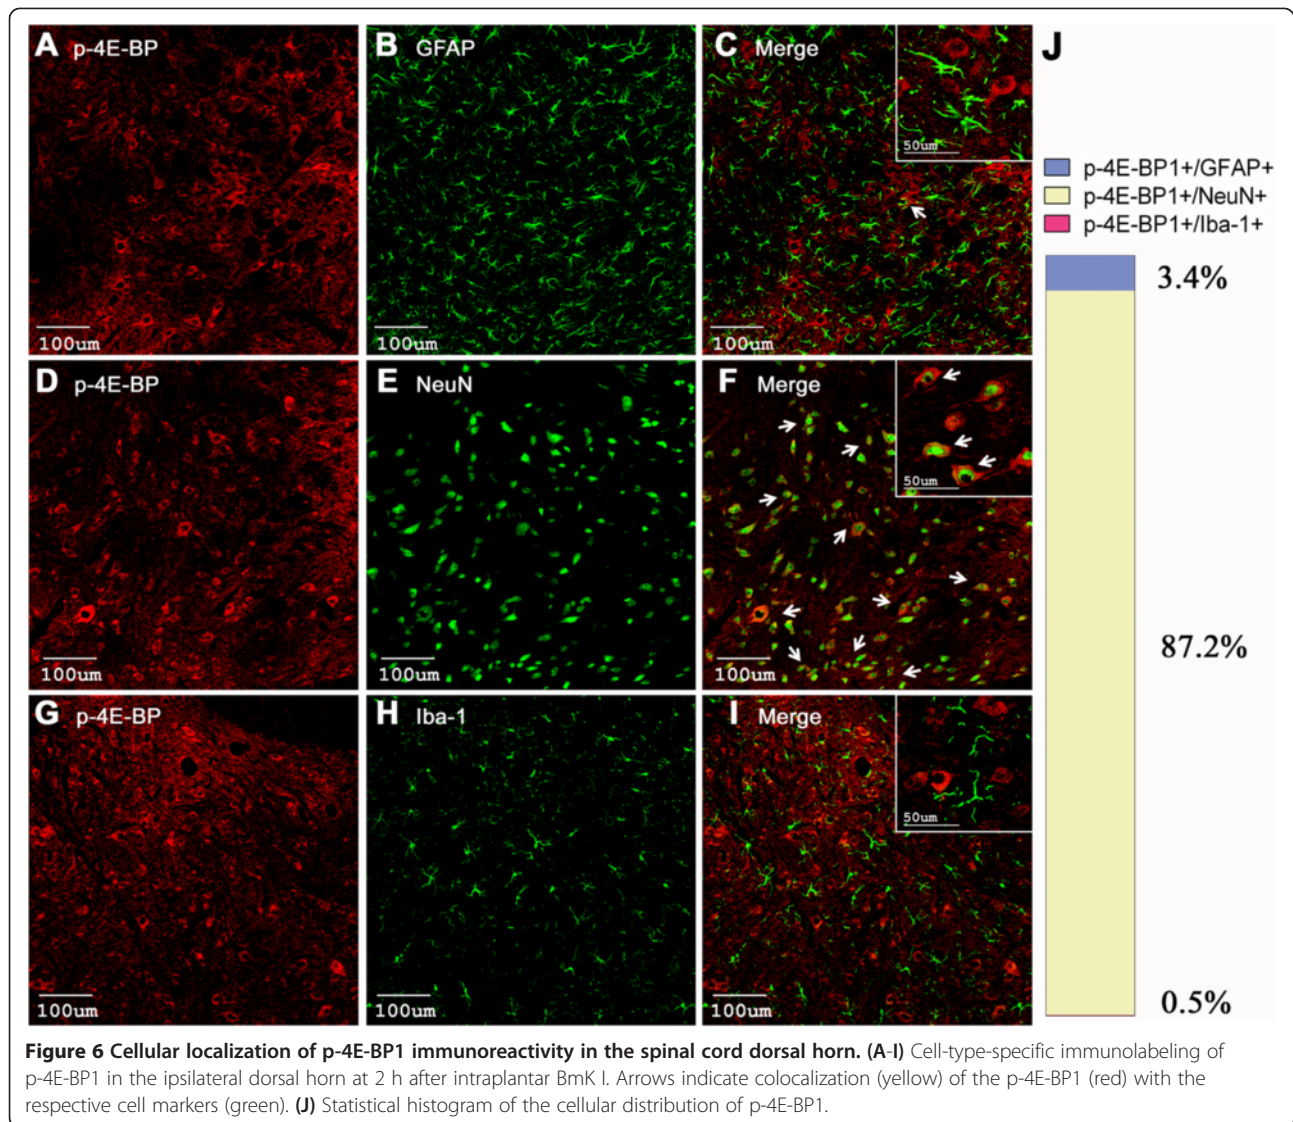 A p-4E-BP
B GFAP
C Merge
50um
100um
100um
100um
D p-4E-BP
E NeuN
F Merge
50um
100um
100um
100um
G p-4E-BP
H Iba-1
I Merge
50um
100um
100um
100um
J
p-4E-BP1+/GFAP+
p-4E-BP1+/NeuN+
p-4E-BP1+/Iba-1+
3.4%
87.2%
0.5%
Figure 6 Cellular localization of p-4E-BP1 immunoreactivity in the spinal cord dorsal horn. (A-I) Cell-type-specific immunolabeling of
p-4E-BP1 in the ipsilateral dorsal horn at 2 h after intraplantar BmK I. Arrows indicate colocalization (yellow) of the p-4E-BP1 (red) with the
respective cell markers (green). (J) Statistical histogram of the cellular distribution of p-4E-BP1.